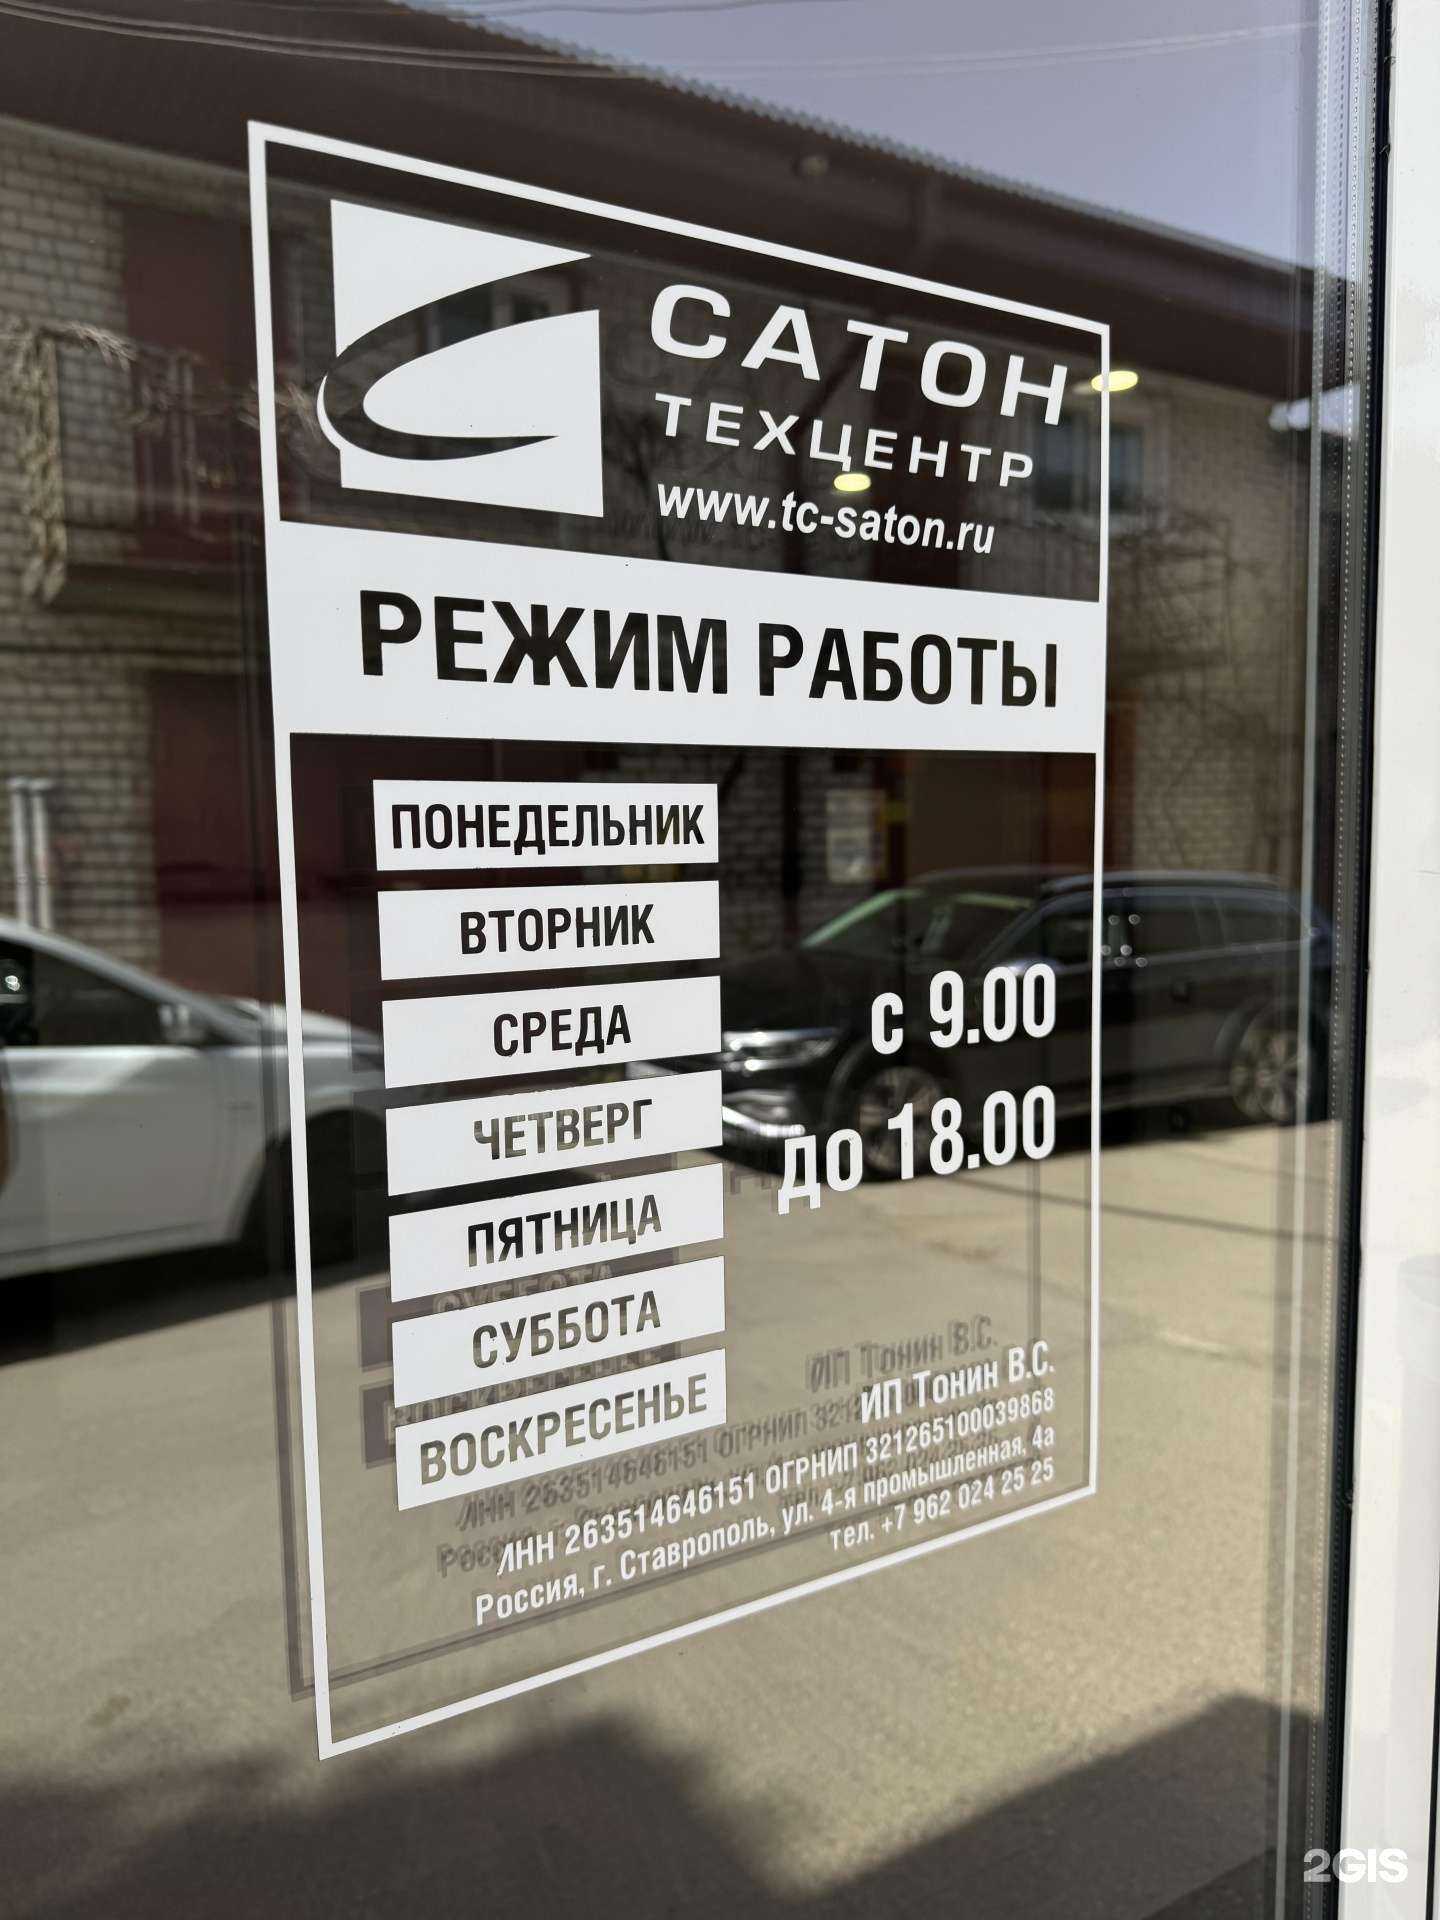 САТОН
ТЕХЦЕНТР
www.tc-saton.ru
РЕЖИМ РАБОТЫ
ПОНЕДЕЛЬНИК
ВТОРНИК
СРЕДА
ЧЕТВЕРГ
ПЯТНИЦА
СУББОТА
ВОСКРЕСЕНЬЕ
с 9.00
до 18.00
ИП Тонин В.С.
ИНН 263514646151 ОГРНИП 321265100039868
Россия, г. Ставрополь, ул. 4-я промышленная, 4а
тел. +7 962 024 25 25
2GIS